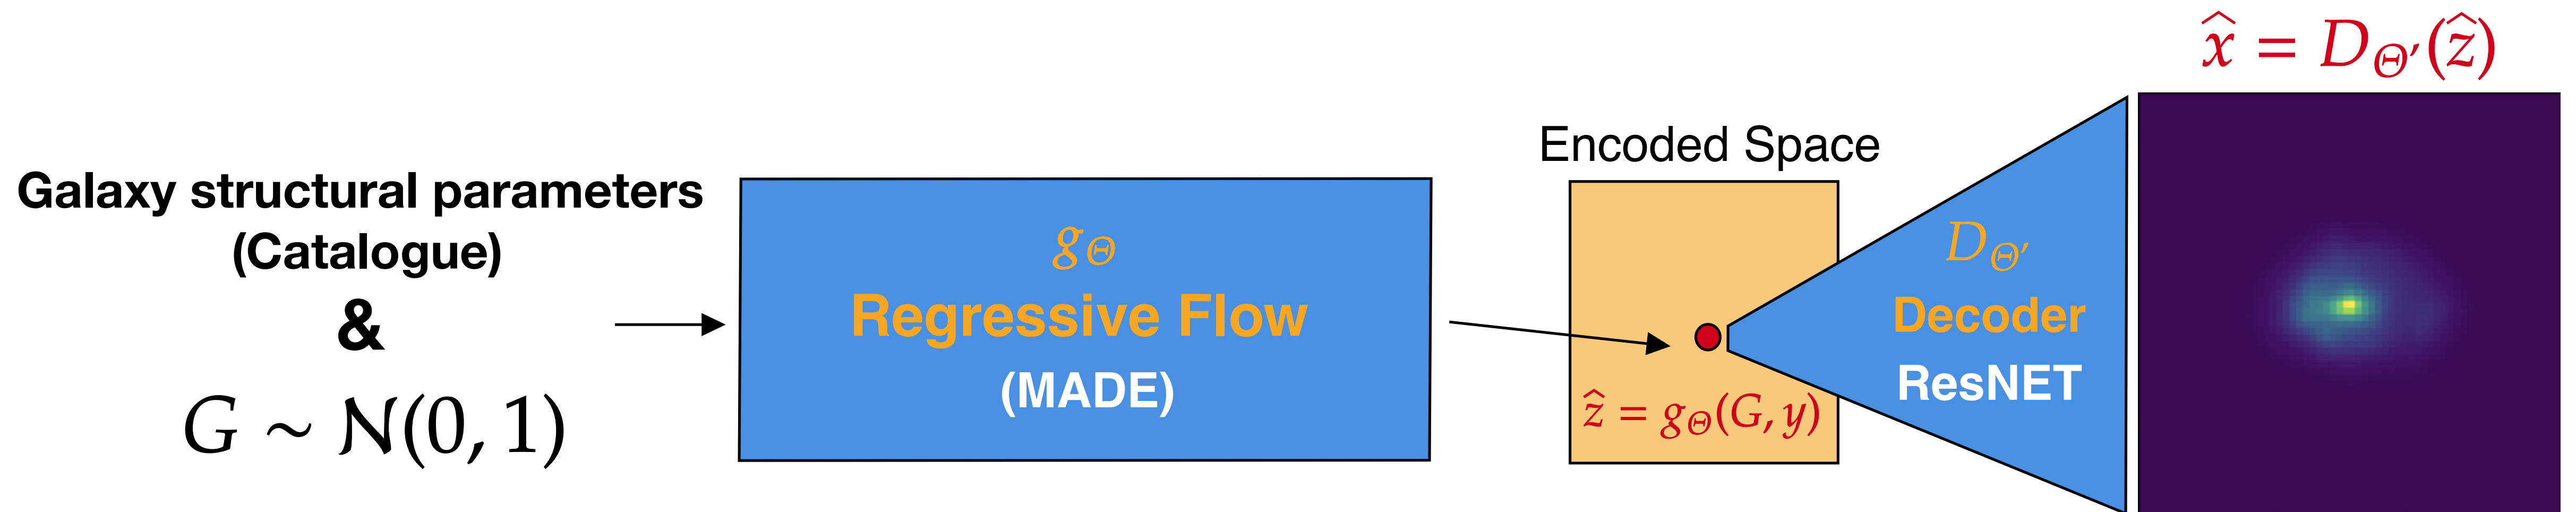 Galaxy structural parameters
(Catalogue)
&
G ∼ N(0, 1)
g_Θ
Regressive Flow
(MADE)
Encoded Space
ẑ = g_Θ(G, y)
D_Θ′
Decoder
ResNET
x̂ = D_Θ′(ẑ)